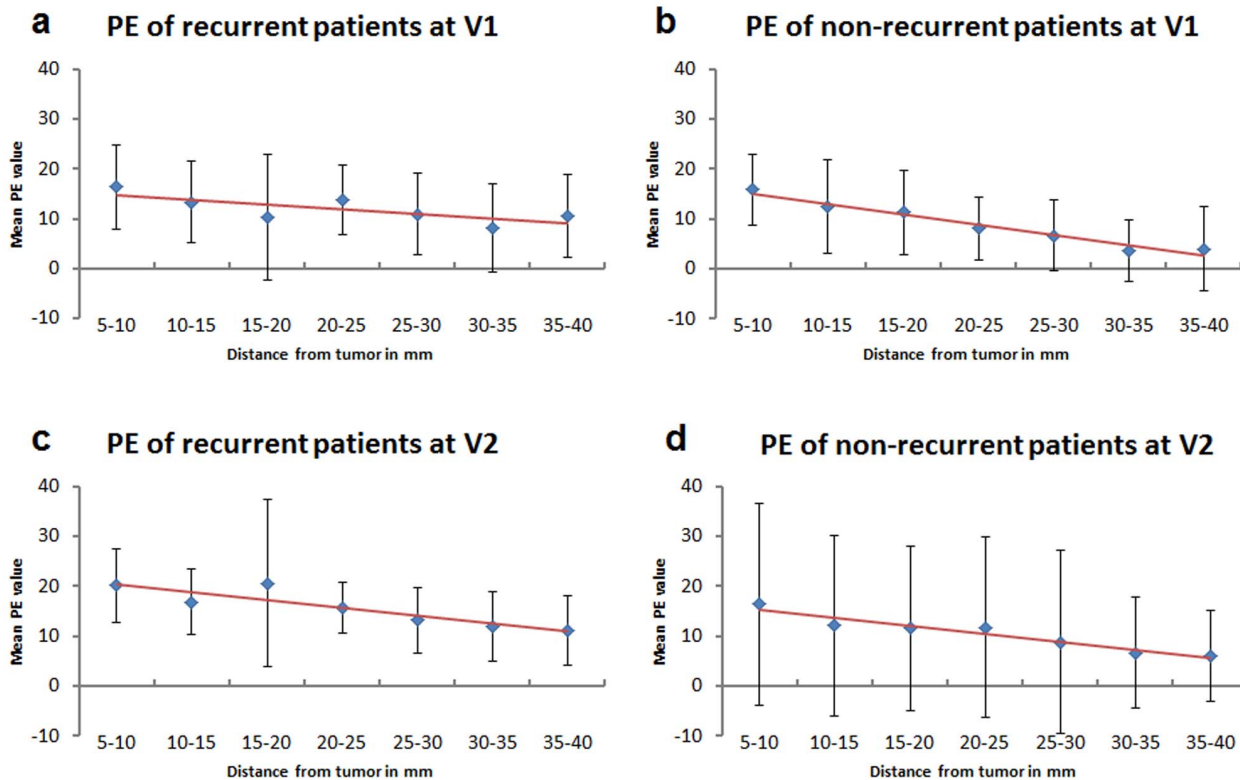 a PE of recurrent patients at V1
40
30
20
10
0
-10
Mean PE value
5-10 10-15 15-20 20-25 25-30 30-35 35-40
Distance from tumor in mm
b PE of non-recurrent patients at V1
40
30
20
10
0
-10
Mean PE value
5-10 10-15 15-20 20-25 25-30 30-35 35-40
Distance from tumor in mm
c PE of recurrent patients at V2
40
30
20
10
0
-10
Mean PE value
5-10 10-15 15-20 20-25 25-30 30-35 35-40
Distance from tumor in mm
d PE of non-recurrent patients at V2
40
30
20
10
0
-10
Mean PE value
5-10 10-15 15-20 20-25 25-30 30-35 35-40
Distance from tumor in mm